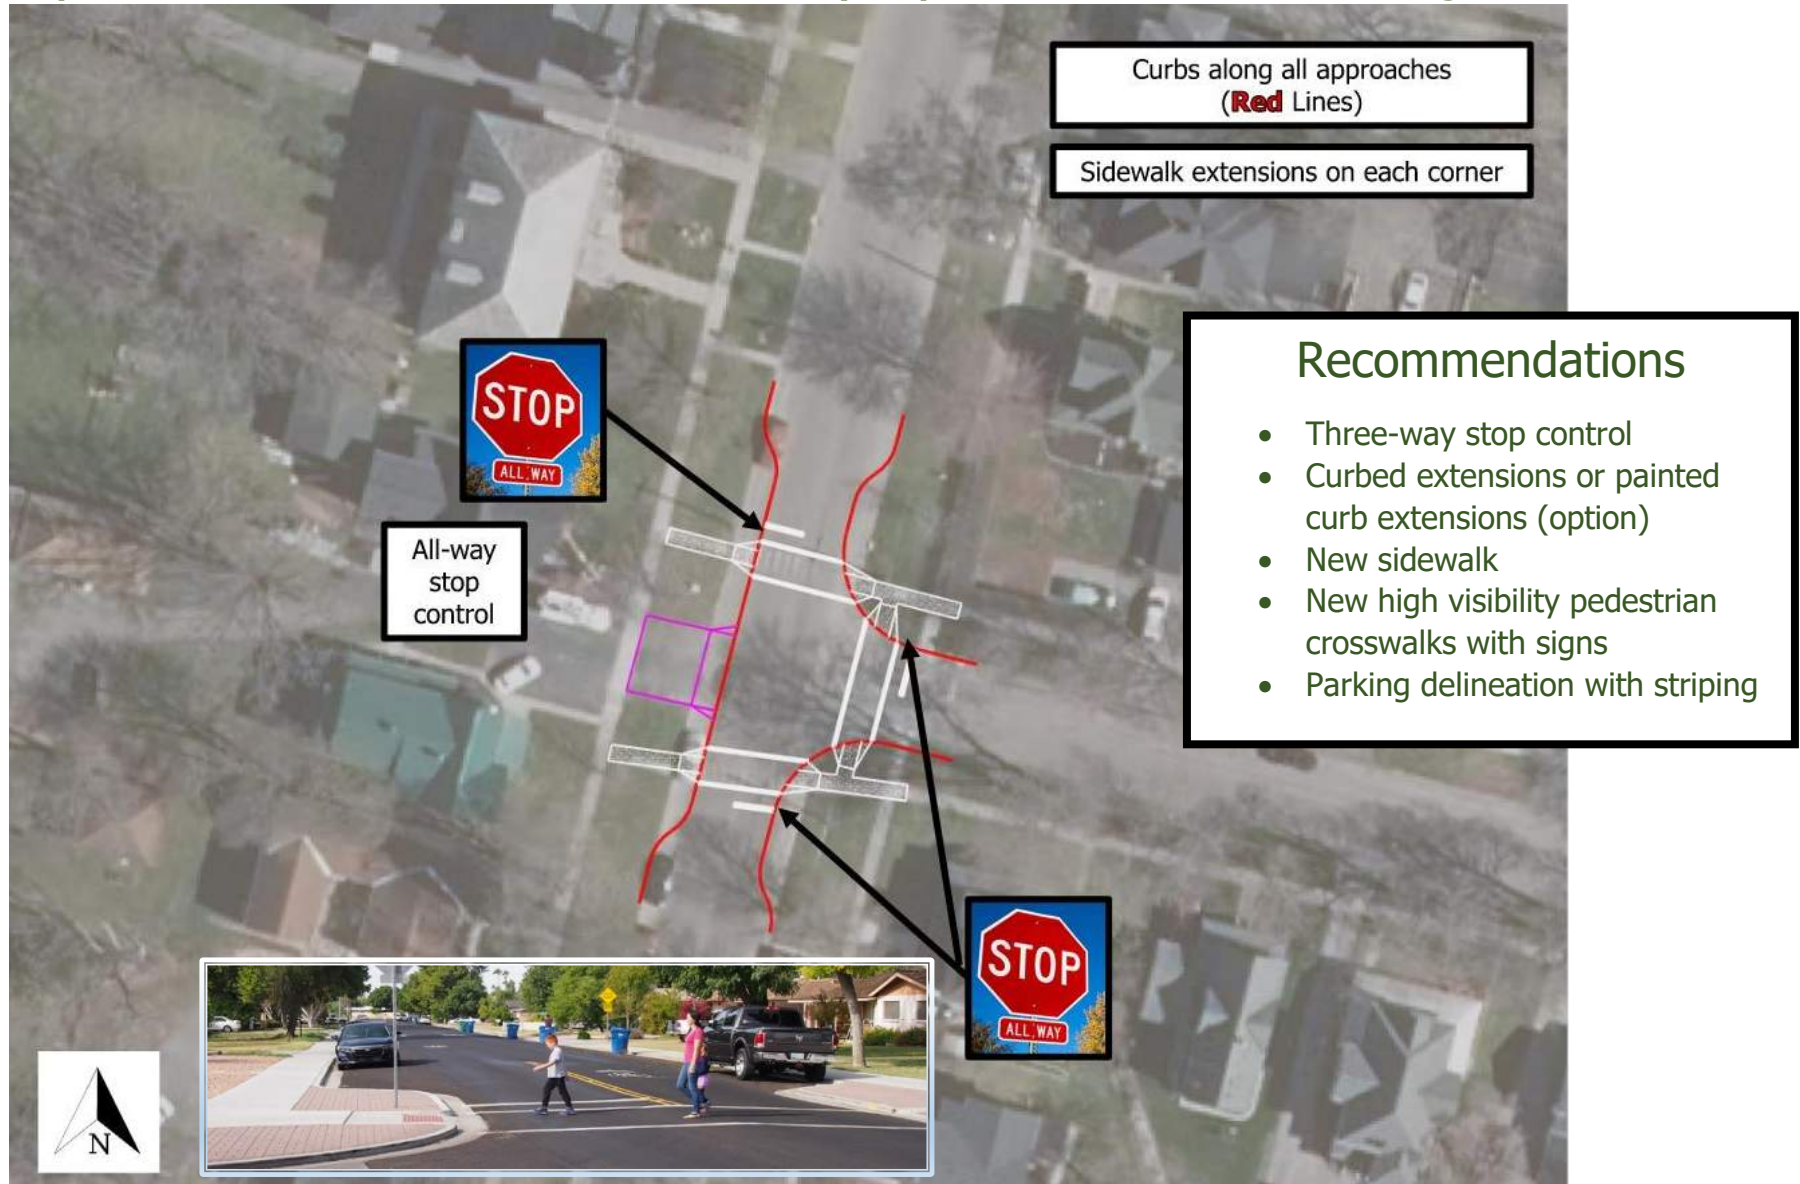 Curbs along all approaches
(Red Lines)
Sidewalk extensions on each corner
Recommendations
• Three-way stop control
• Curbed extensions or painted
curb extensions (option)
• New sidewalk
• New high visibility pedestrian
crosswalks with signs
• Parking delineation with striping
STOP
ALL WAY
All-way
stop
control
STOP
ALL WAY
N